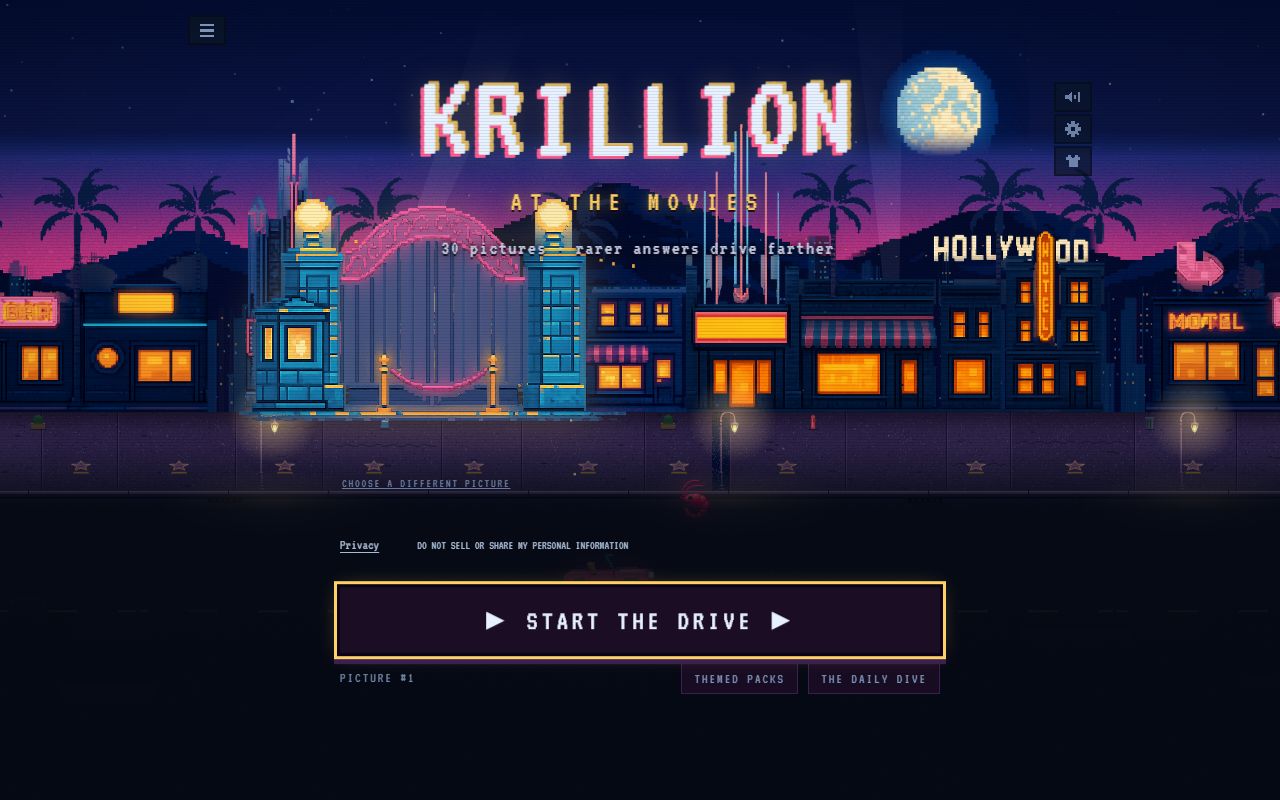 KRILLION
AT THE MOVIES
30 pictures · rarer answers drive farther
HOLLYWOOD
HOTEL
BAR
MOTEL
CHOOSE A DIFFERENT PICTURE
Privacy
DO NOT SELL OR SHARE MY PERSONAL INFORMATION
▶ START THE DRIVE ▶
PICTURE #1
THEMED PACKS
THE DAILY DIVE